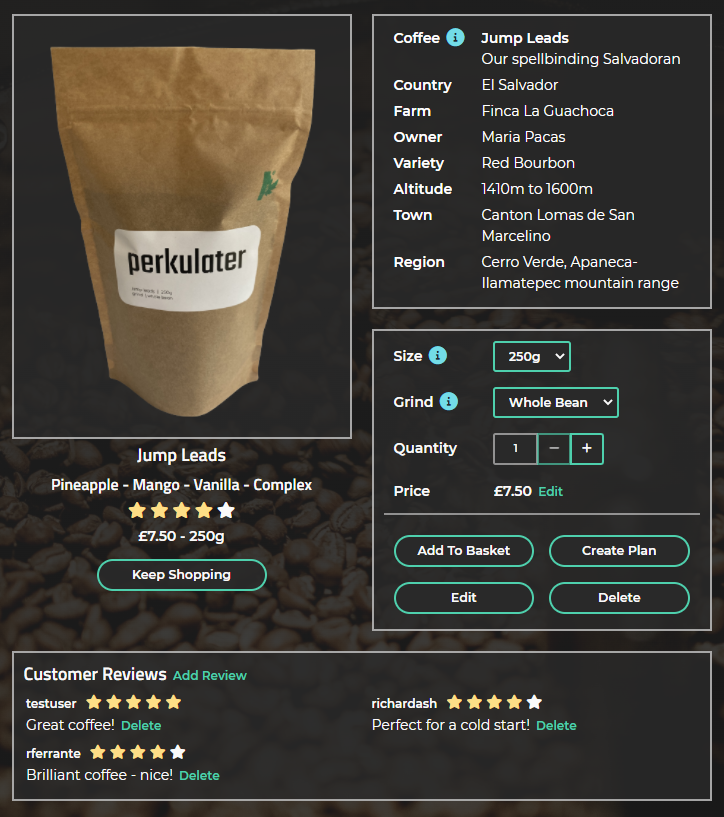 perkulater
Jump Leads
Pineapple - Mango - Vanilla - Complex
£7.50 - 250g
Keep Shopping
Coffee i Jump Leads
Our spellbinding Salvadoran
Country El Salvador
Farm Finca La Guachoca
Owner Maria Pacas
Variety Red Bourbon
Altitude 1410m to 1600m
Town Canton Lomas de San
Marcelino
Region Cerro Verde, Apaneca-
Ilamatepec mountain range
Size i 250g
Grind i Whole Bean
Quantity 1 − +
Price £7.50 Edit
Add To Basket Create Plan
Edit Delete
Customer Reviews Add Review
testuser
Great coffee! Delete
richardash
Perfect for a cold start! Delete
rferrante
Brilliant coffee - nice! Delete